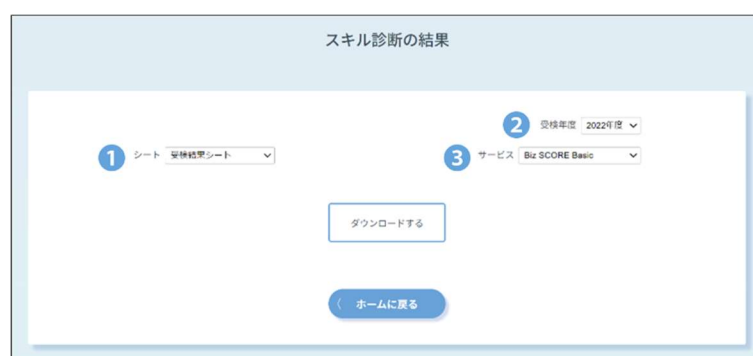 スキル診断の結果
2 受検年度 2022年度
1 シート 受検結果シート
3 サービス Biz SCORE Basic
ダウンロードする
〈 ホームに戻る